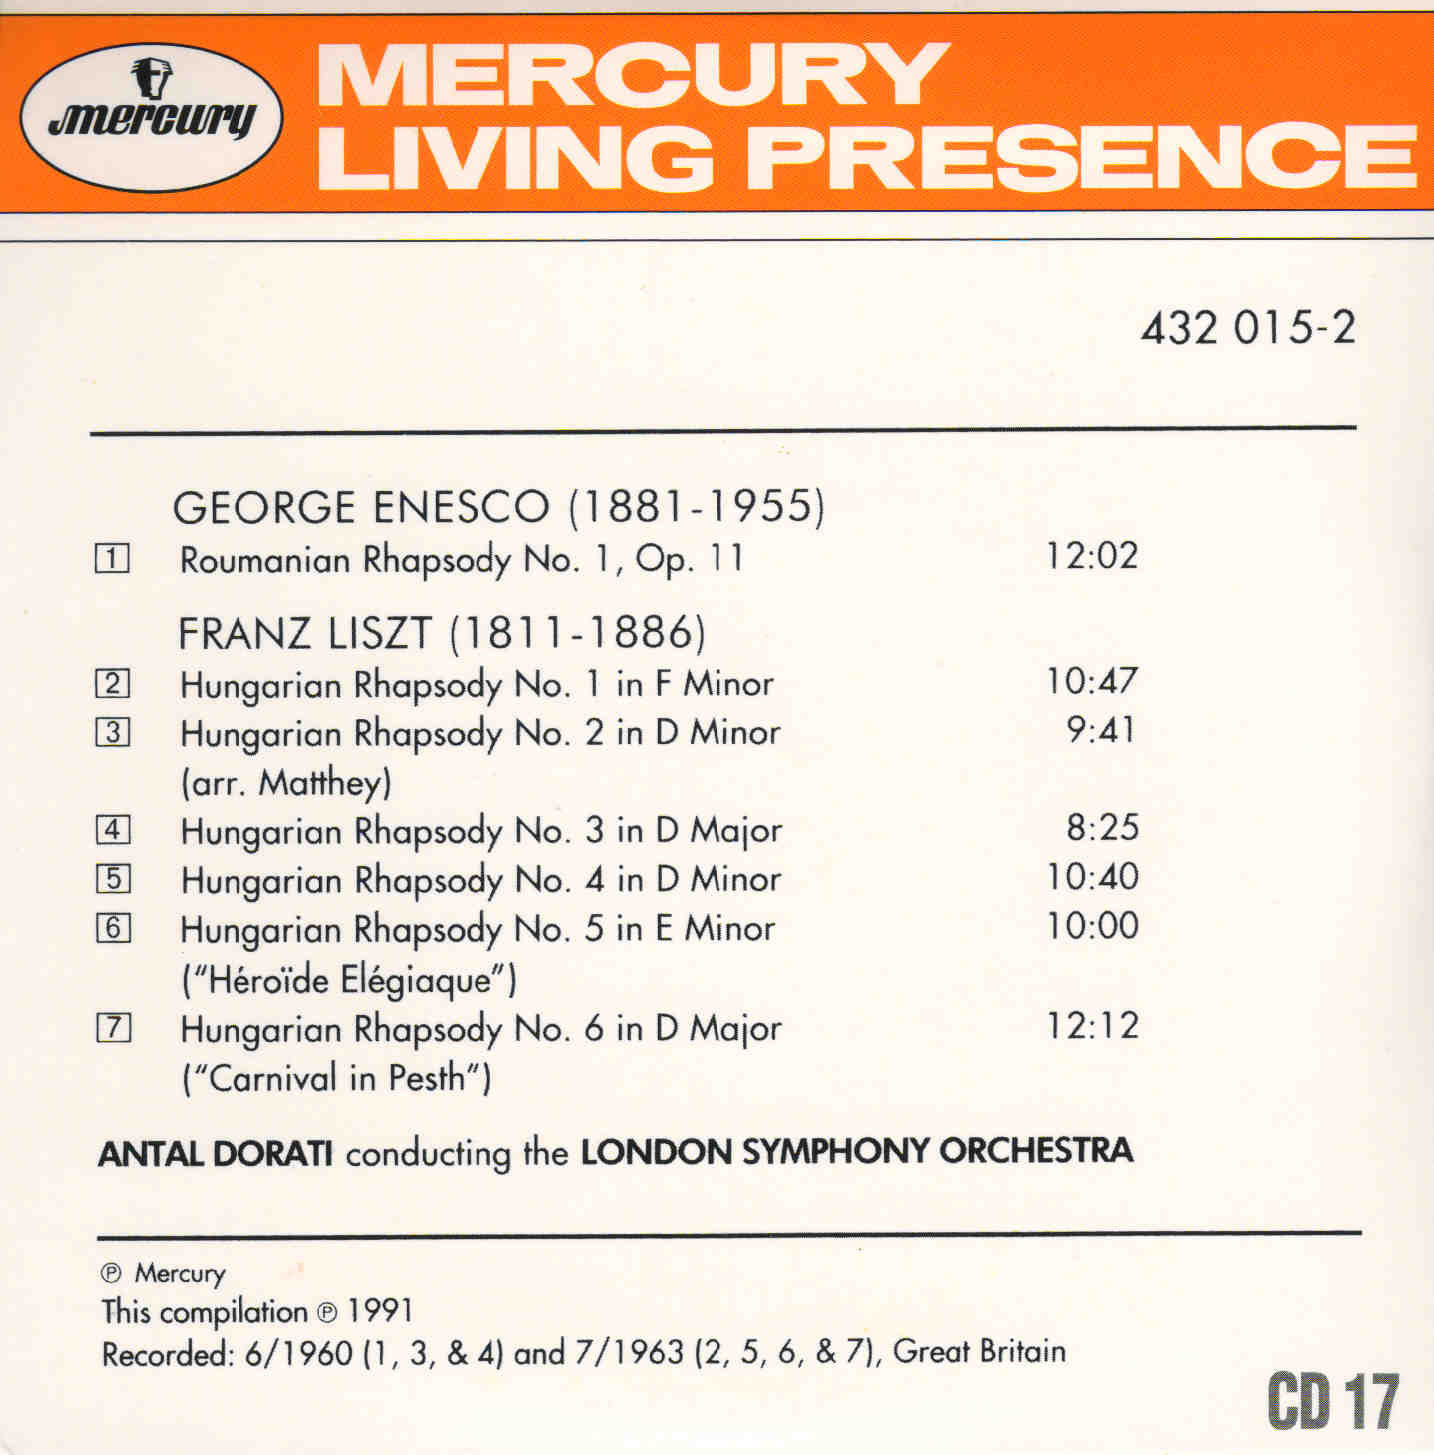 mercury
MERCURY
LIVING PRESENCE
432 015-2
GEORGE ENESCO (1881-1955)
1 Roumanian Rhapsody No. 1, Op. 11 12:02
FRANZ LISZT (1811-1886)
2 Hungarian Rhapsody No. 1 in F Minor 10:47
3 Hungarian Rhapsody No. 2 in D Minor 9:41
(arr. Matthey)
4 Hungarian Rhapsody No. 3 in D Major 8:25
5 Hungarian Rhapsody No. 4 in D Minor 10:40
6 Hungarian Rhapsody No. 5 in E Minor 10:00
("Héroïde Elégiaque")
7 Hungarian Rhapsody No. 6 in D Major 12:12
("Carnival in Pesth")
ANTAL DORATI conducting the LONDON SYMPHONY ORCHESTRA
℗ Mercury
This compilation ℗ 1991
Recorded: 6/1960 (1, 3, & 4) and 7/1963 (2, 5, 6, & 7), Great Britain
CD 17